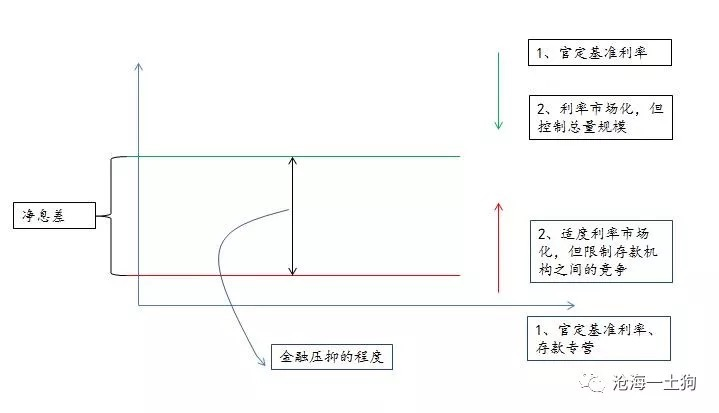 1、官定基准利率
2、利率市场化，但
控制总量规模
净息差
2、适度利率市场
化，但限制存款机
构之间的竞争
1、官定基准利率、
存款专营
金融压抑的程度
沧海一土狗